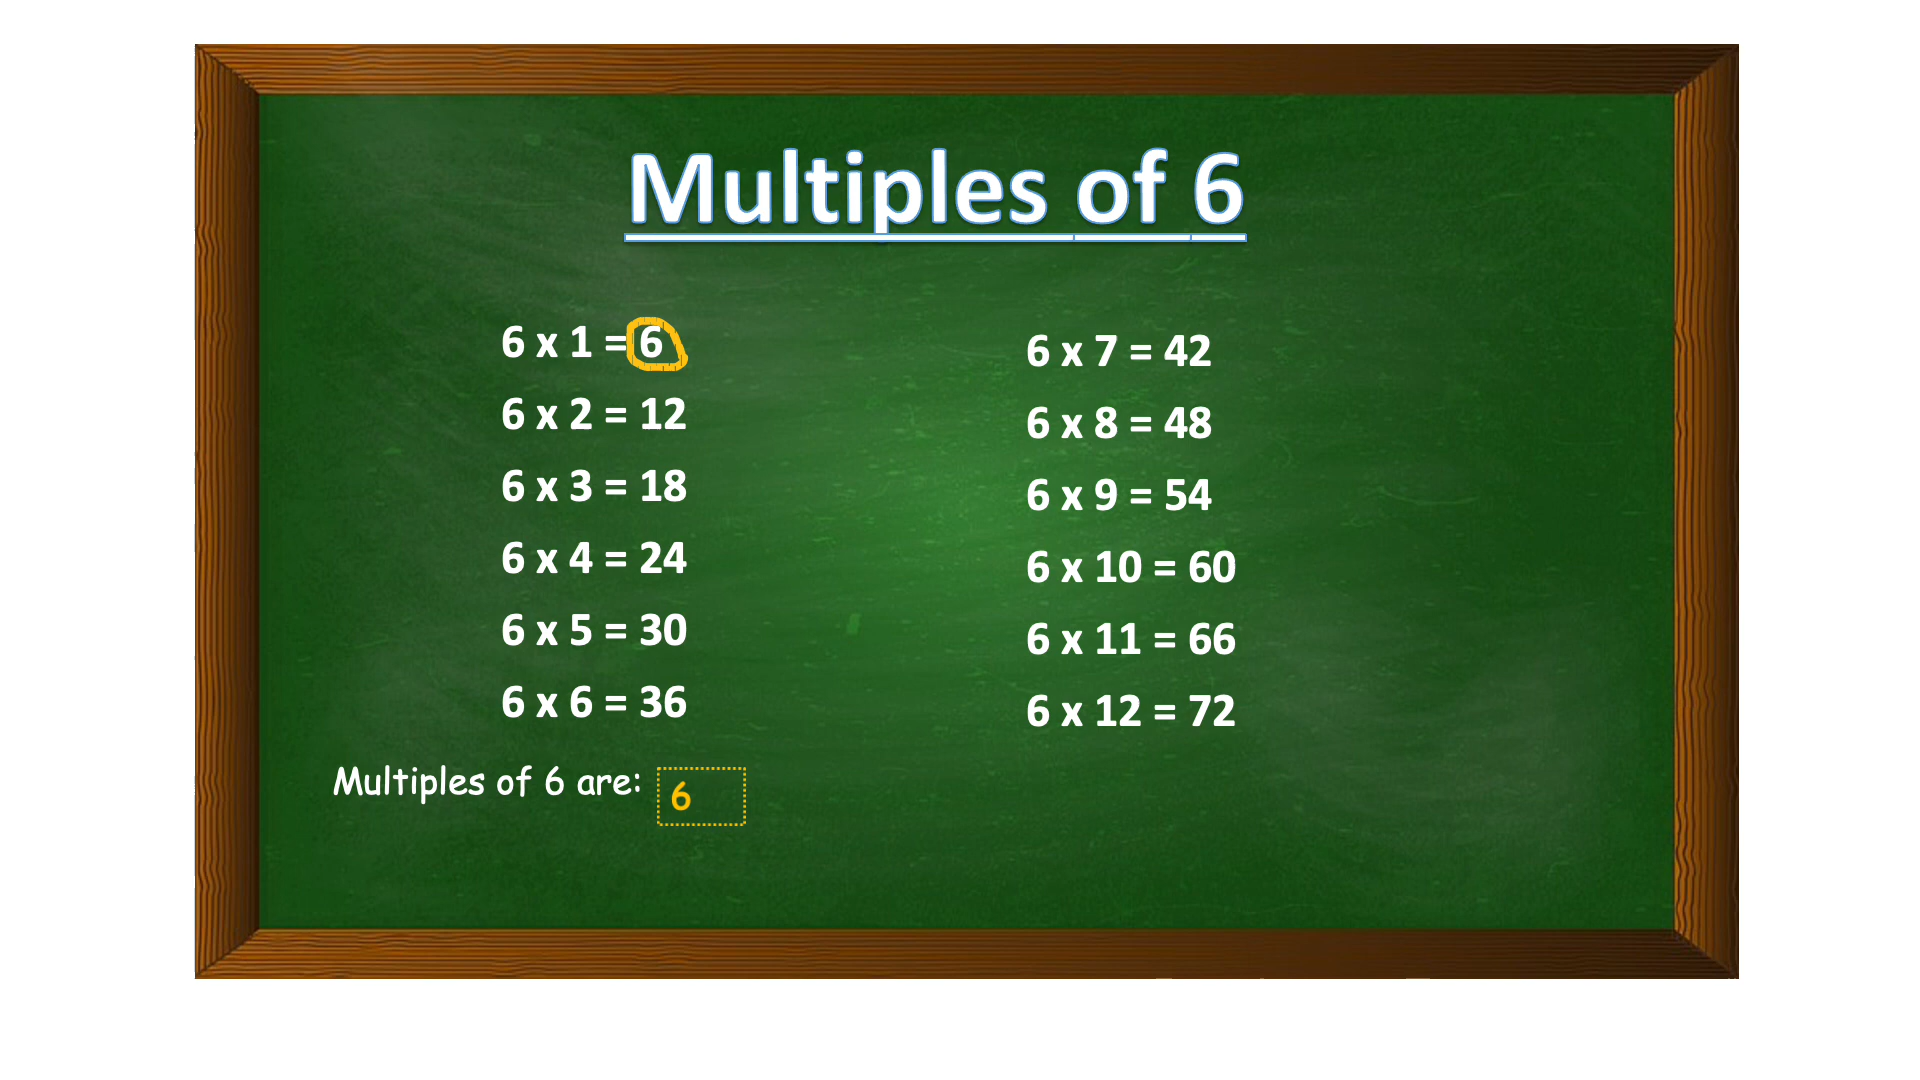 Multiples of 6
6 x 1 = 6
6 x 2 = 12
6 x 3 = 18
6 x 4 = 24
6 x 5 = 30
6 x 6 = 36
6 x 7 = 42
6 x 8 = 48
6 x 9 = 54
6 x 10 = 60
6 x 11 = 66
6 x 12 = 72
Multiples of 6 are: 6